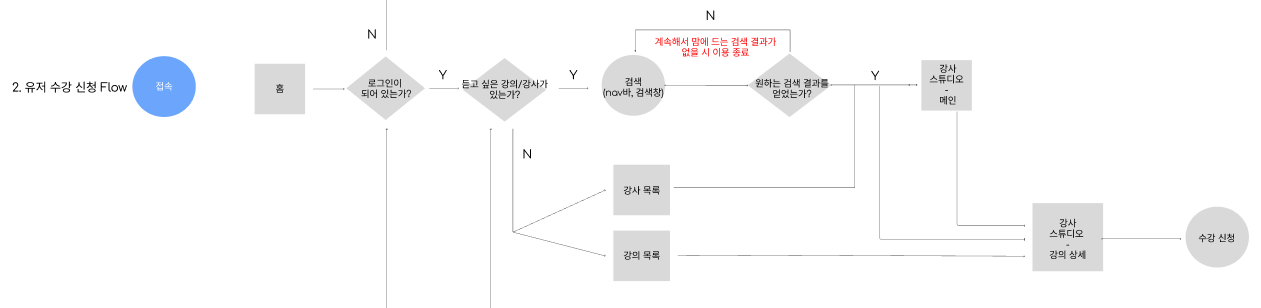 N
N
계속해서 맘에 드는 검색 결과가
없을 시 이용 종료
2. 유저 수강 신청 Flow
접속
홈
로그인이
되어 있는가?
Y
듣고 싶은 강의/강사가
있는가?
Y
검색
(nav바, 검색창)
원하는 검색 결과를
얻었는가?
Y
강사
스튜디오
-
메인
N
강사 목록
강의 목록
강사
스튜디오
-
강의 상세
수강 신청